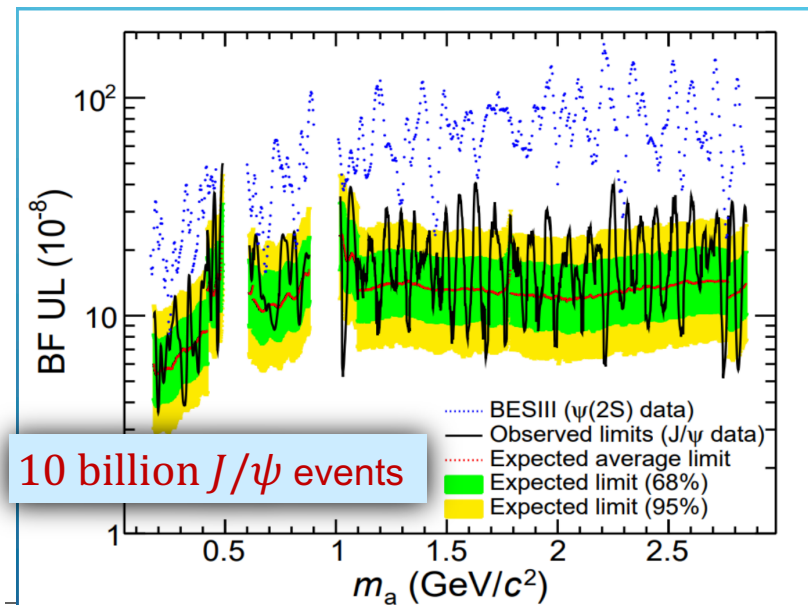 10²
10
1
BF UL (10⁻⁸)
BESIII (ψ(2S) data)
Observed limits (J/ψ data)
Expected average limit
Expected limit (68%)
Expected limit (95%)
10 billion J/ψ events
0.5 1 1.5 2 2.5
mₐ (GeV/c²)